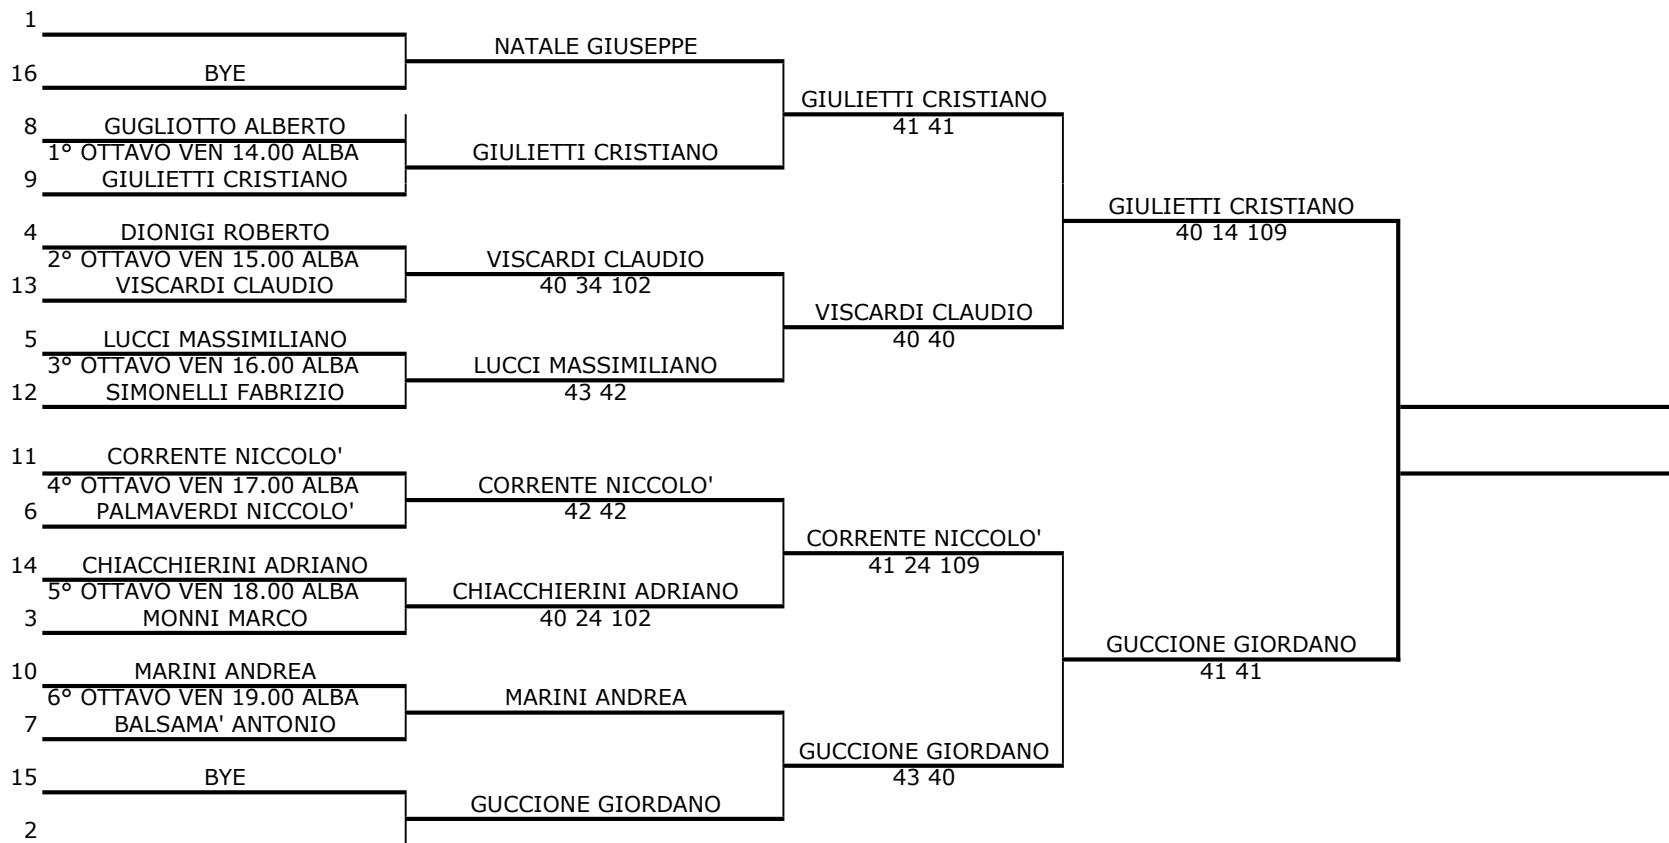 1
NATALE GIUSEPPE
16 BYE
GIULIETTI CRISTIANO
41 41
8 GUGLIOTTO ALBERTO
1° OTTAVO VEN 14.00 ALBA
GIULIETTI CRISTIANO
9 GIULIETTI CRISTIANO
GIULIETTI CRISTIANO
40 14 109
4 DIONIGI ROBERTO
2° OTTAVO VEN 15.00 ALBA
VISCARDI CLAUDIO
40 34 102
13 VISCARDI CLAUDIO
VISCARDI CLAUDIO
40 40
5 LUCCI MASSIMILIANO
3° OTTAVO VEN 16.00 ALBA
LUCCI MASSIMILIANO
43 42
12 SIMONELLI FABRIZIO
11 CORRENTE NICCOLO'
4° OTTAVO VEN 17.00 ALBA
CORRENTE NICCOLO'
42 42
6 PALMAVERDI NICCOLO'
CORRENTE NICCOLO'
41 24 109
14 CHIACCHIERINI ADRIANO
5° OTTAVO VEN 18.00 ALBA
CHIACCHIERINI ADRIANO
40 24 102
3 MONNI MARCO
GUCCIONE GIORDANO
41 41
10 MARINI ANDREA
6° OTTAVO VEN 19.00 ALBA
MARINI ANDREA
7 BALSAMA' ANTONIO
GUCCIONE GIORDANO
43 40
15 BYE
GUCCIONE GIORDANO
2